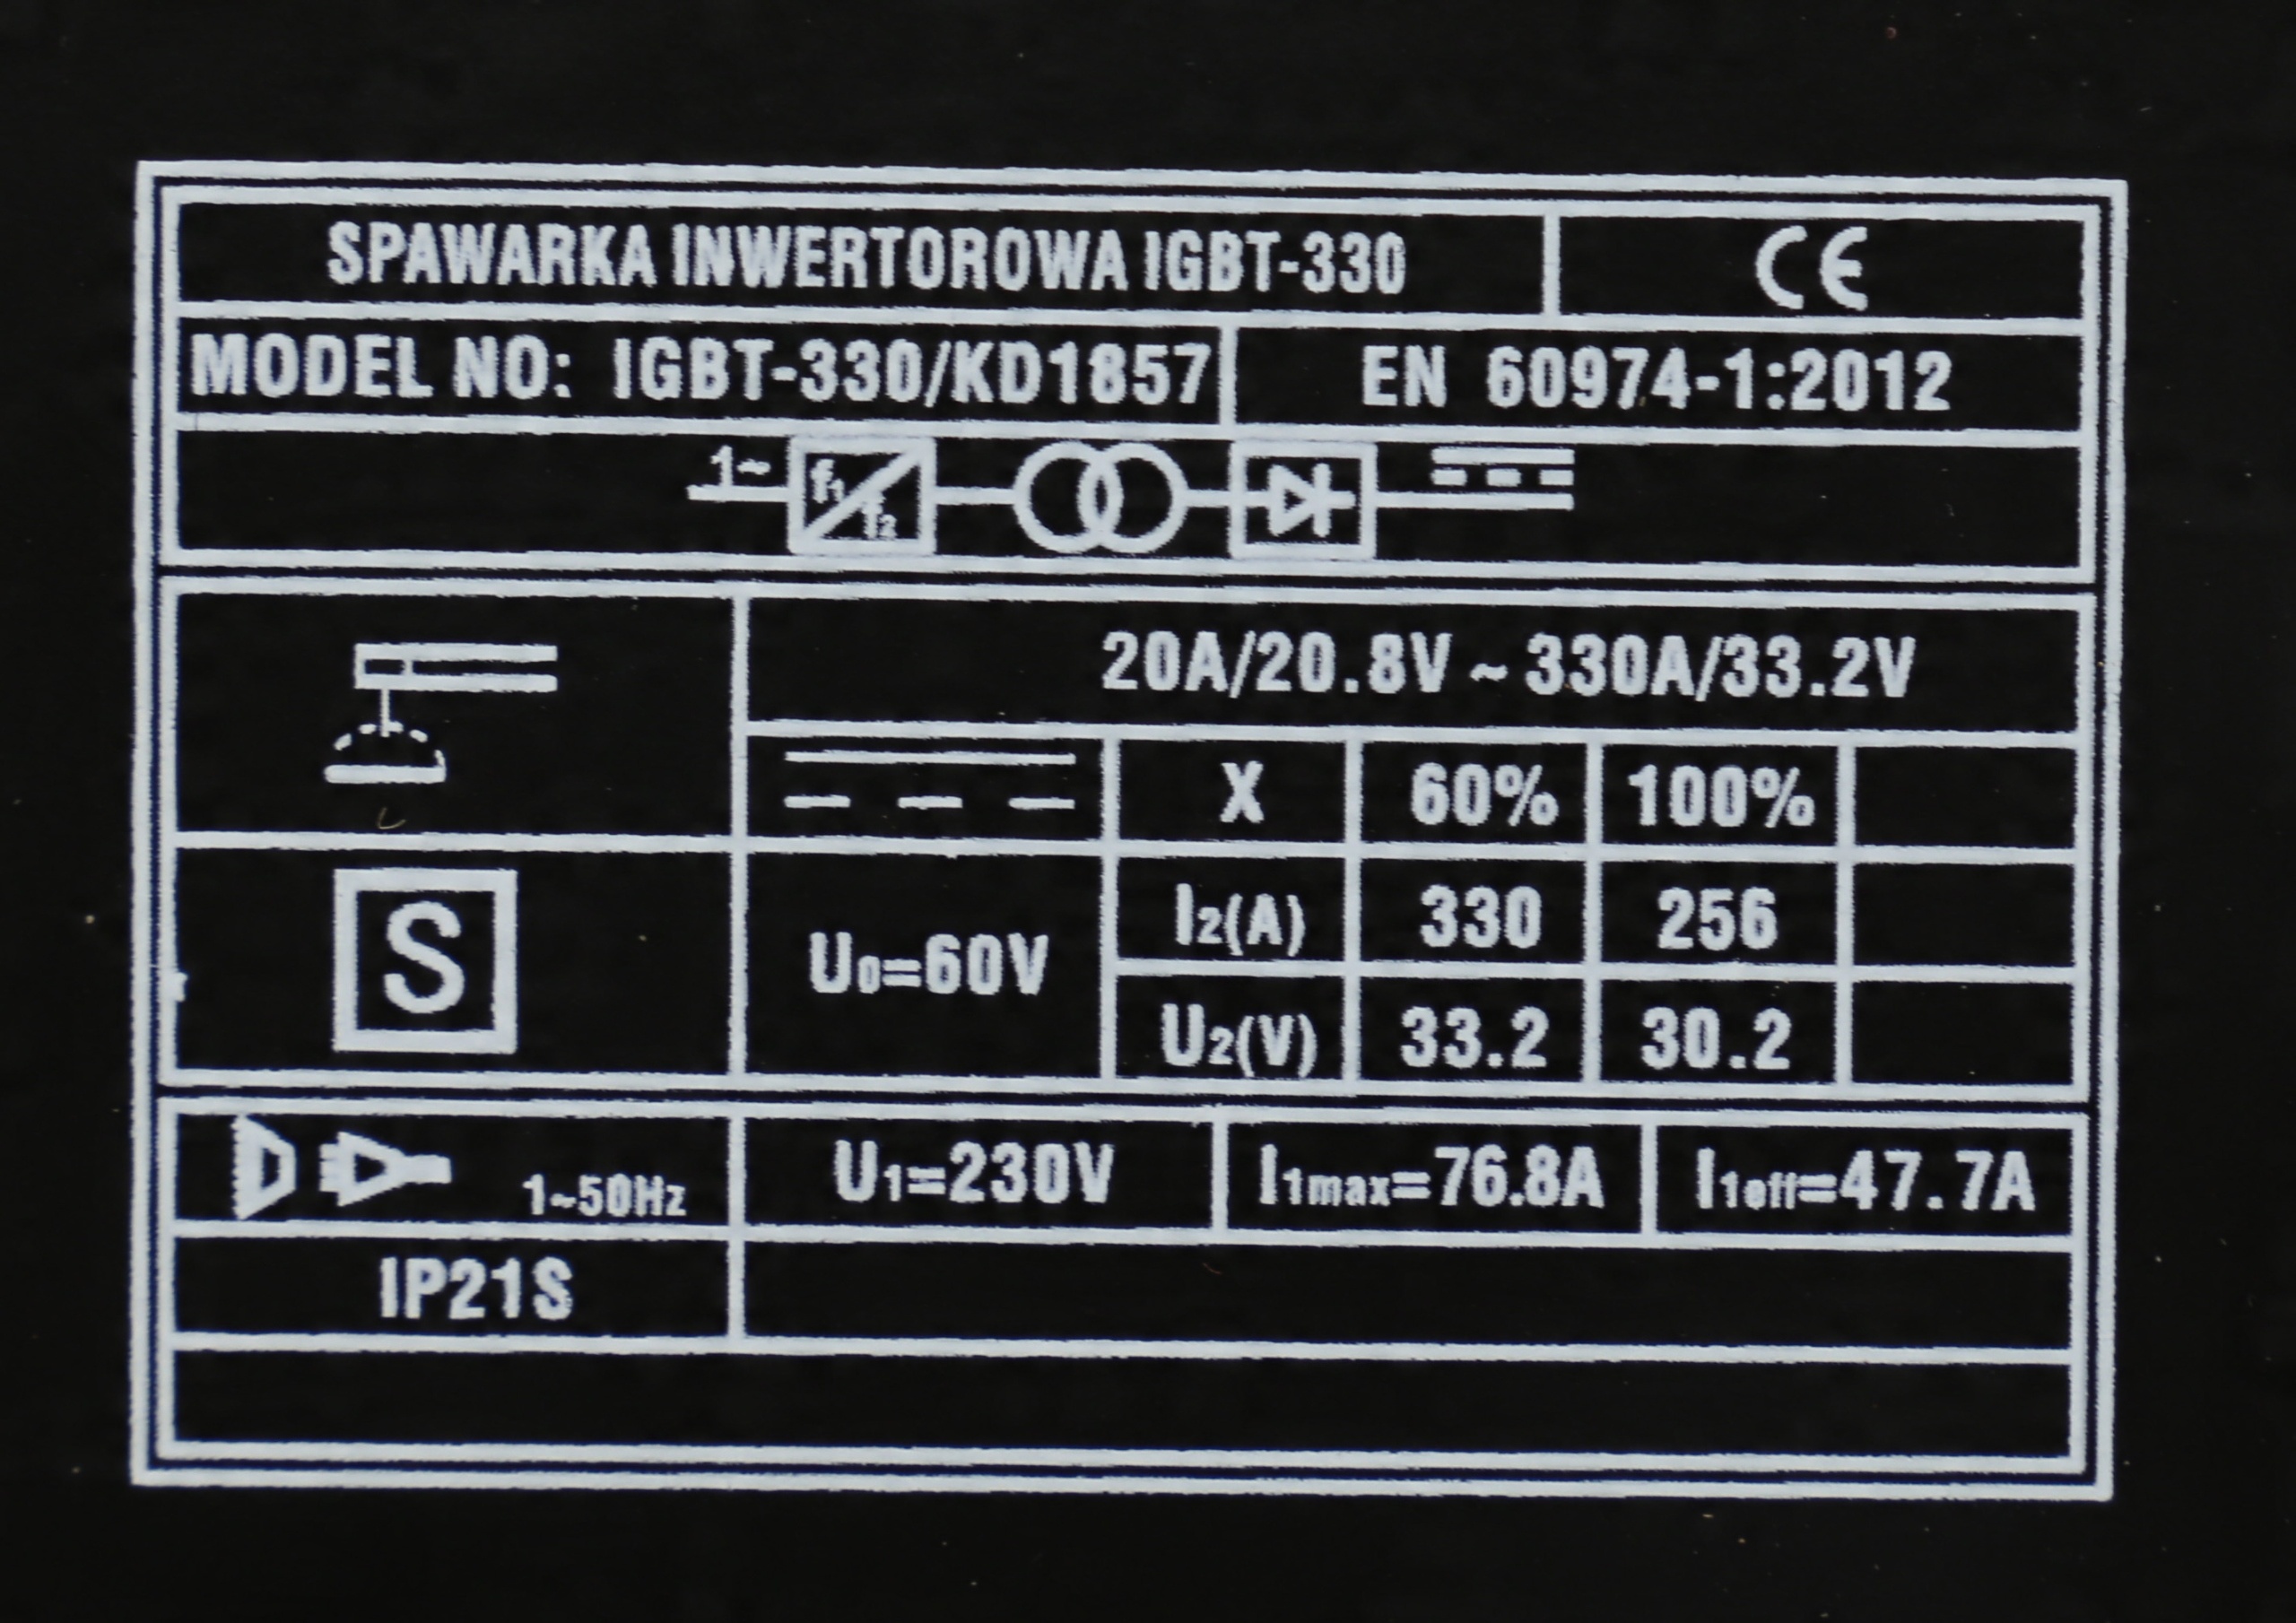 SPAWARKA INWERTOROWA IGBT-330
CE
MODEL NO: IGBT-330/KD1857
EN 60974-1:2012
1~
f1
f2
20A/20.8V ~ 330A/33.2V
X 60% 100%
S
U0=60V
I2(A) 330 256
U2(V) 33.2 30.2
1~50Hz
U1=230V
I1max=76.8A
I1eff=47.7A
IP21S